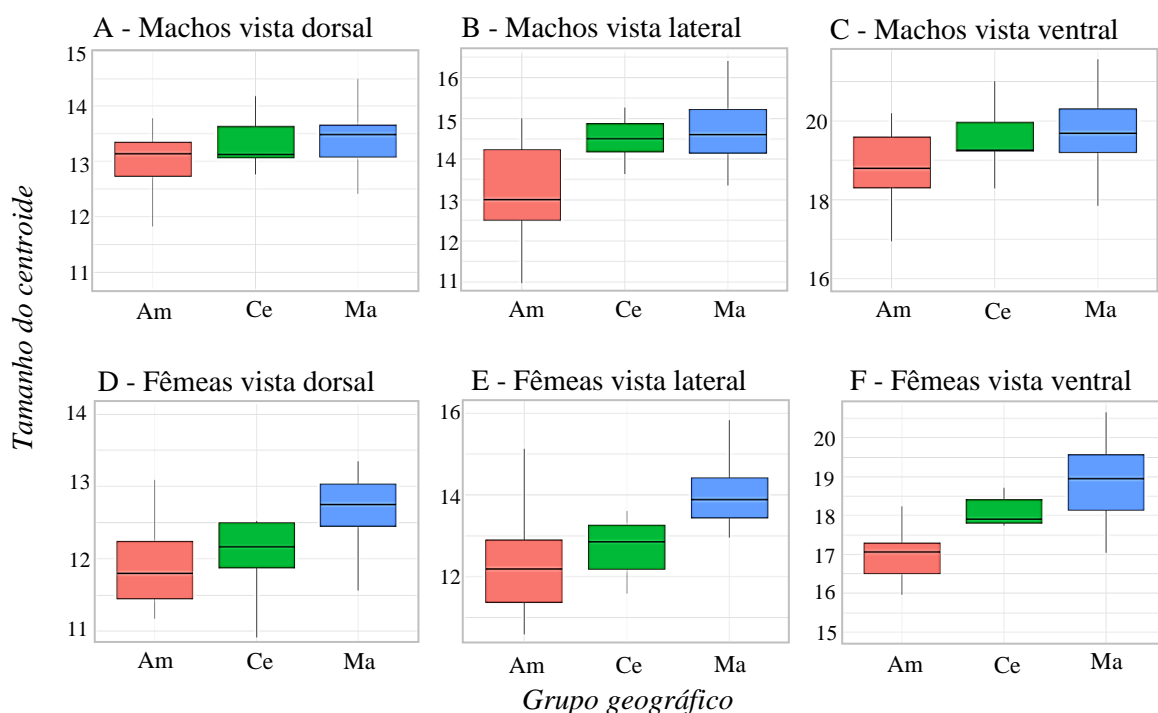 A - Machos vista dorsal
B - Machos vista lateral
C - Machos vista ventral
15
14
13
12
11
16
15
14
13
12
11
20
18
16
Am Ce Ma
Am Ce Ma
Am Ce Ma
Tamanho do centroide
D - Fêmeas vista dorsal
E - Fêmeas vista lateral
F - Fêmeas vista ventral
14
13
12
11
16
14
12
20
19
18
17
16
15
Am Ce Ma
Am Ce Ma
Am Ce Ma
Grupo geográfico